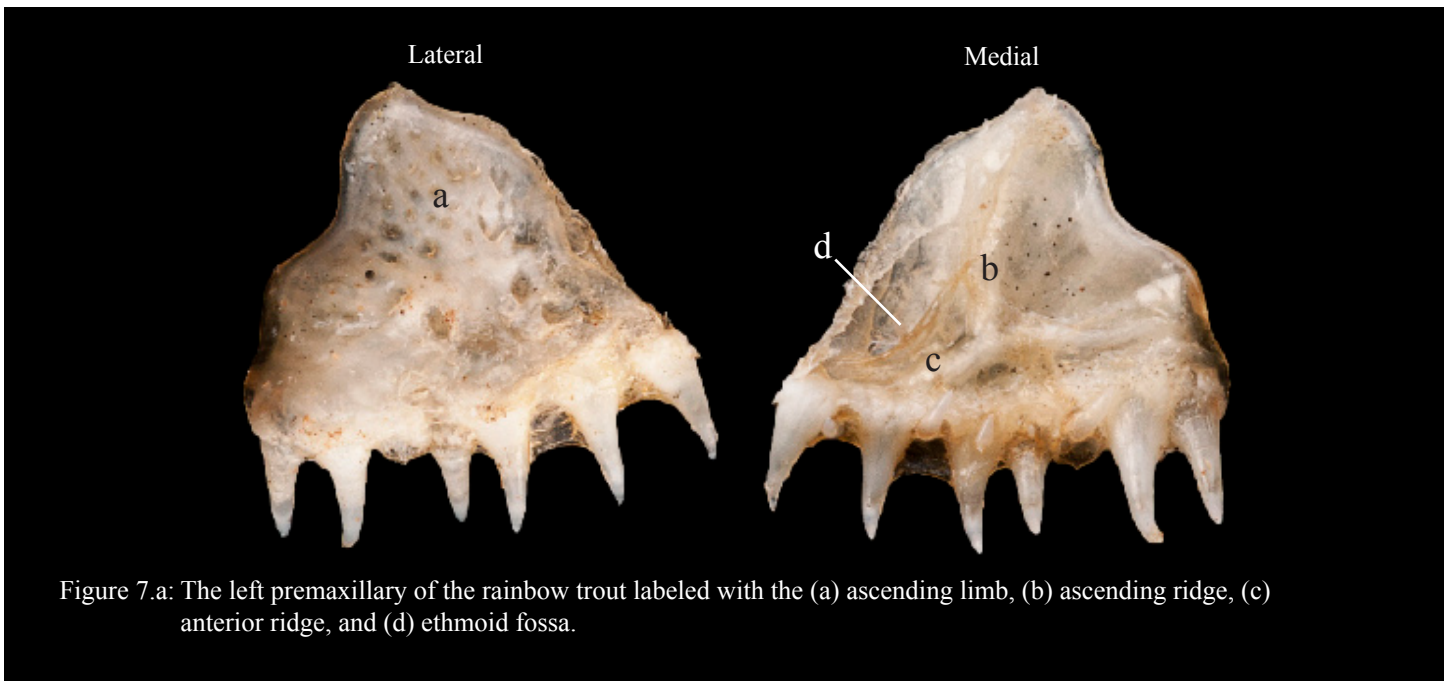 Lateral
Medial
a
d
b
c
Figure 7.a: The left premaxillary of the rainbow trout labeled with the (a) ascending limb, (b) ascending ridge, (c)
anterior ridge, and (d) ethmoid fossa.